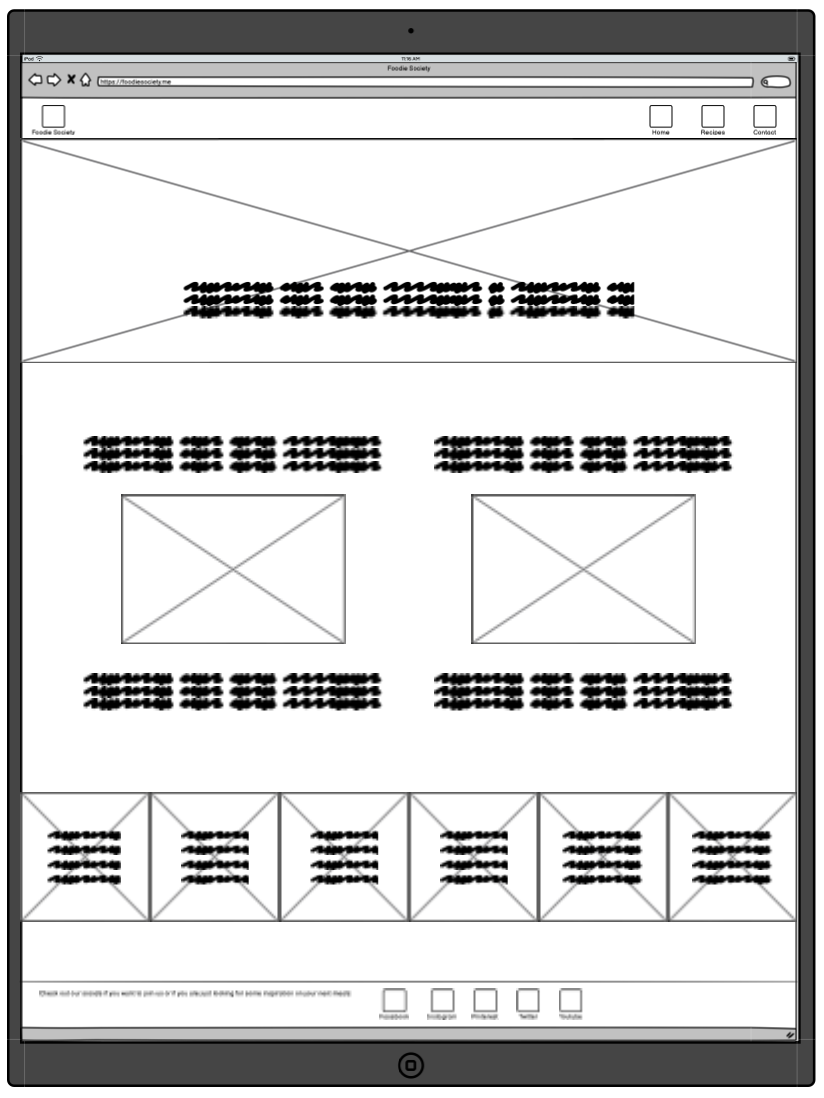 iPod 11:16 AM
Foodie Society
https://foodiesociety.me
Foodie Society Home Recipes Contact
Check out our socials if you want to join us or if you are just looking for some inspiration on your next meals
Facebook Instagram Pinterest Twitter Youtube